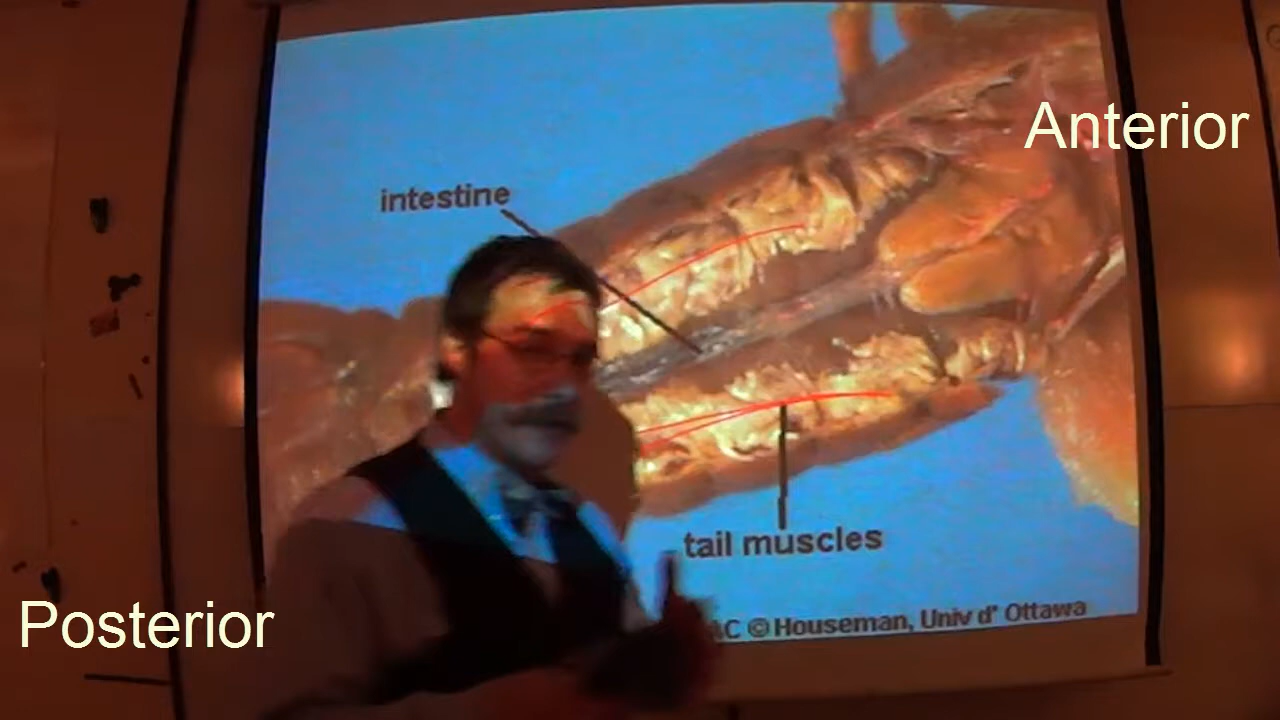 Anterior
intestine
tail muscles
Posterior
©Houseman, Univ d' Ottawa